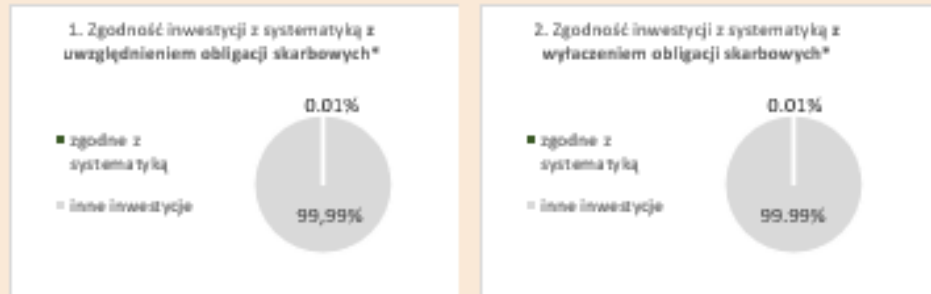 1. Zgodność inwestycji z systematyką z
uwzględnieniem obligacji skarbowych*
0.01%
zgodne z
systematyką
inne inwestycje
99,99%
2. Zgodność inwestycji z systematyką z
wyłaczeniem obligacji skarbowych*
0.01%
zgodne z
systematyką
inne inwestycje
99.99%